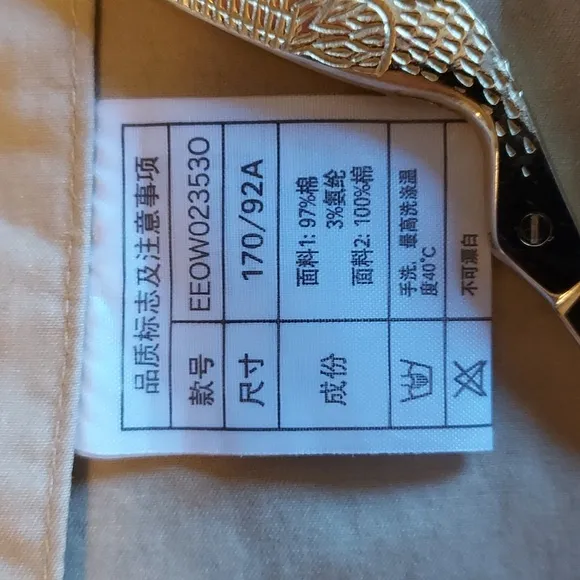 品质标志及注意事项
款号 EEOW023530
尺寸 170/92A
成份 面料1: 97%棉
3%氨纶
面料2: 100%棉
手洗，最高洗涤温
度40℃
不可漂白